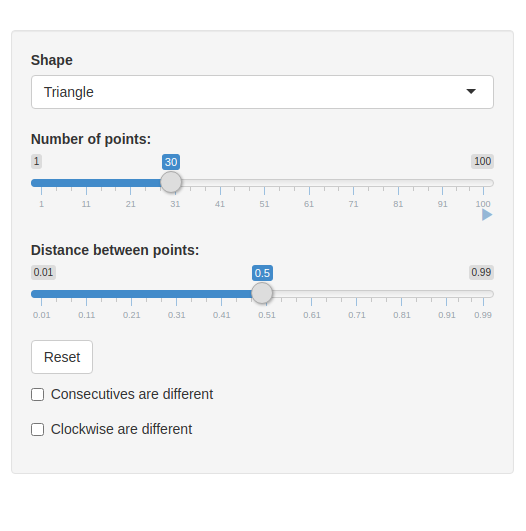 Shape
Triangle
Number of points:
1 30 100
1 11 21 31 41 51 61 71 81 91 100
Distance between points:
0.01 0.5 0.99
0.01 0.11 0.21 0.31 0.41 0.51 0.61 0.71 0.81 0.91 0.99
Reset
Consecutives are different
Clockwise are different